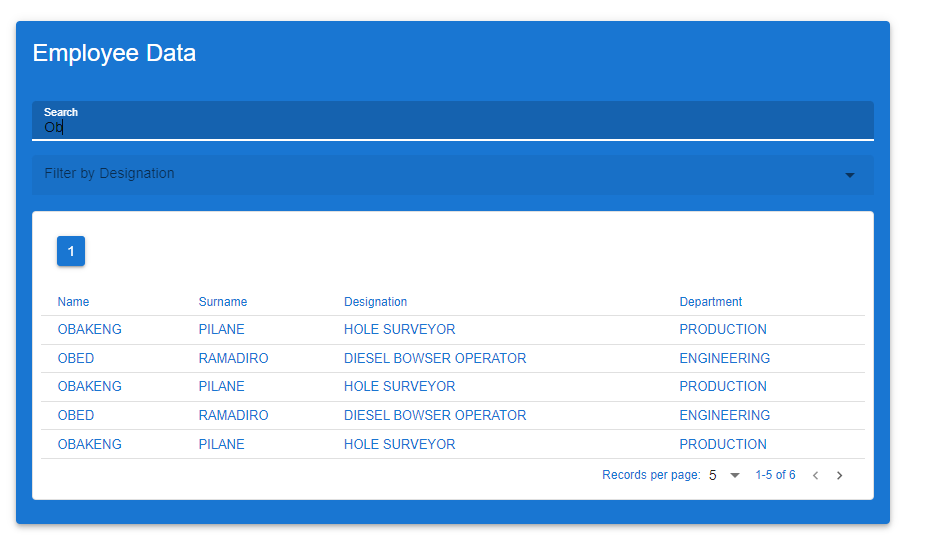 Employee Data
Search
Ob
Filter by Designation
1
Name Surname Designation Department
OBAKENG PILANE HOLE SURVEYOR PRODUCTION
OBED RAMADIRO DIESEL BOWSER OPERATOR ENGINEERING
OBAKENG PILANE HOLE SURVEYOR PRODUCTION
OBED RAMADIRO DIESEL BOWSER OPERATOR ENGINEERING
OBAKENG PILANE HOLE SURVEYOR PRODUCTION
Records per page: 5 1-5 of 6